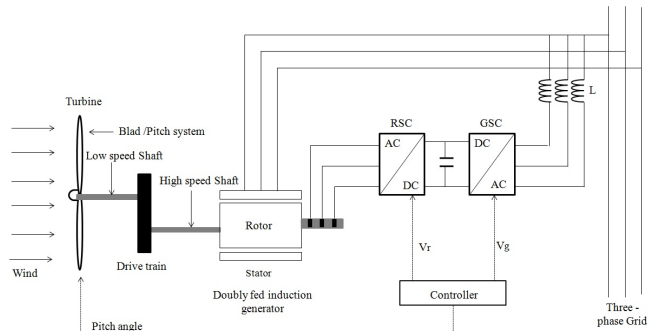 Turbine
Blad /Pitch system
Low speed Shaft
High speed Shaft
Wind
Drive train
Pitch angle
Rotor
Stator
Doubly fed induction
generator
RSC
AC
DC
GSC
DC
AC
L
Vr
Vg
Controller
Three -
phase Grid